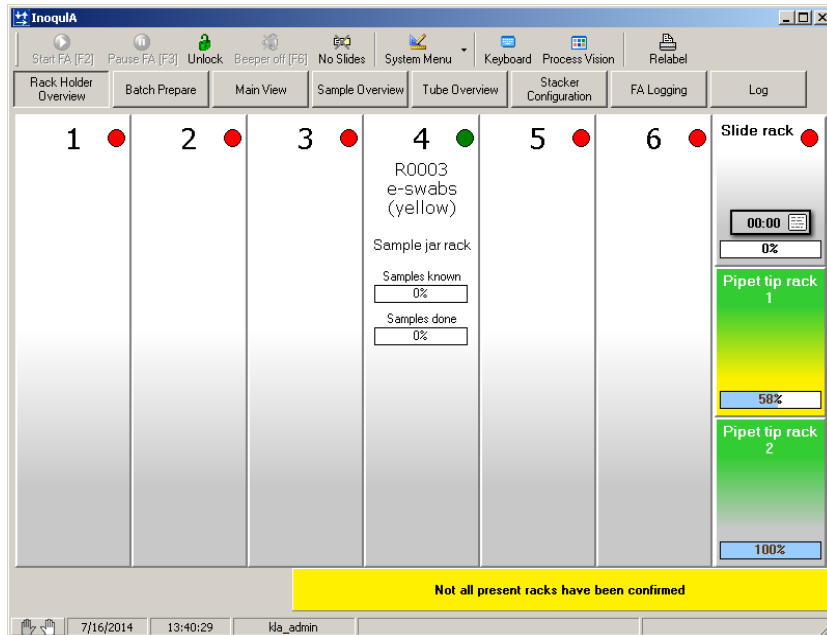 InoqulA
Start FA [F2] Pause FA [F3] Unlock Beeper off [F6] No Slides System Menu Keyboard Process Vision Relabel
Rack Holder
Overview
Batch Prepare
Main View
Sample Overview
Tube Overview
Stacker
Configuration
FA Logging
Log
1
2
3
4
R0003
e-swabs
(yellow)
Sample jar rack
Samples known
0%
Samples done
0%
5
6
Slide rack
00:00
0%
Pipet tip rack
1
58%
Pipet tip rack
2
100%
Not all present racks have been confirmed
7/16/2014 13:40:29 kla_admin